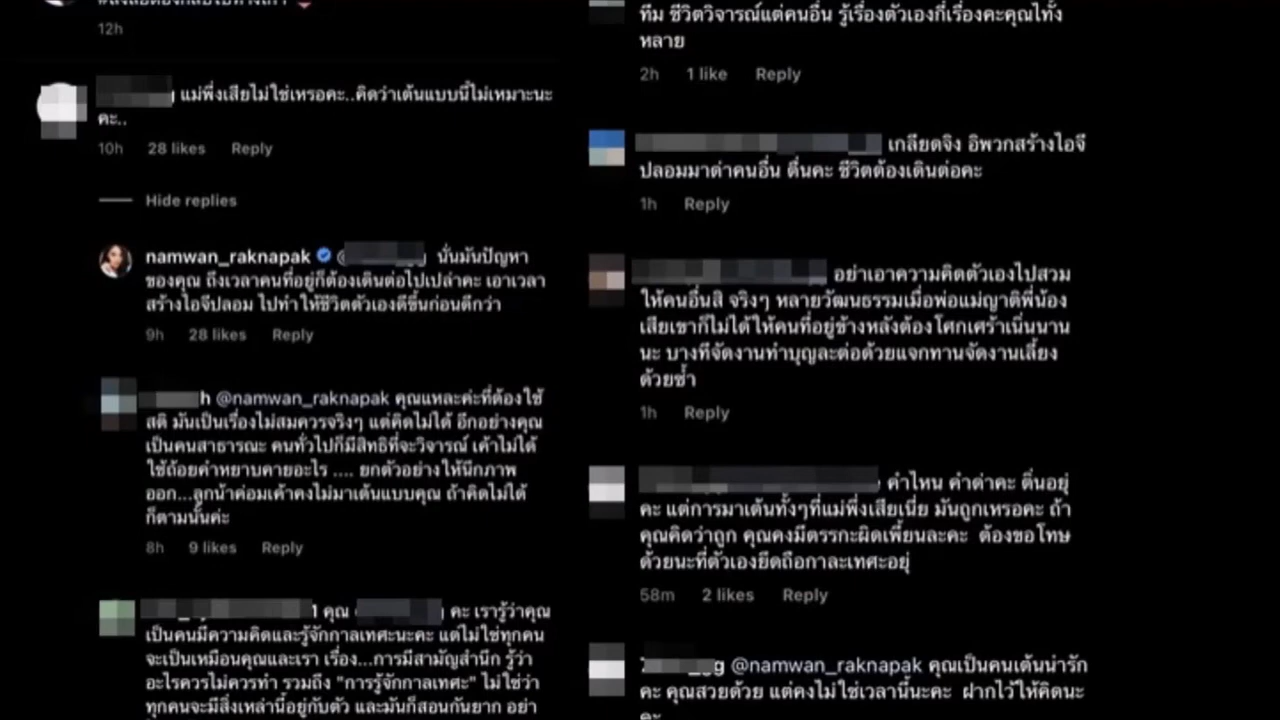 12h
แม่พึ่งเสียไม่ใช่เหรอคะ..คิดว่าเต้นแบบนี้ไม่เหมาะนะ
คะ..
10h 28 likes Reply
Hide replies
namwan_raknapak @ นั่นมันปัญหา
ของคุณ ถึงเวลาคนที่อยู่ก็ต้องเดินต่อไปเปล่าคะ เอาเวลา
สร้างไอจีปลอม ไปทำให้ชีวิตตัวเองดีขึ้นก่อนดีกว่า
9h 28 likes Reply
h @namwan_raknapak คุณแหละค่ะที่ต้องใช้
สติ มันเป็นเรื่องไม่สมควรจริงๆ แต่คิดไม่ได้ อีกอย่างคุณ
เป็นคนสาธารณะ คนทั่วไปก็มีสิทธิที่จะวิจารณ์ เค้าไม่ได้
ใช้ถ้อยคำหยาบคายอะไร .... ยกตัวอย่างให้นึกภาพ
ออก...ลูกน้าค่อมเค้าคงไม่มาเต้นแบบคุณ ถ้าคิดไม่ได้
ก็ตามนั้นค่ะ
8h 9 likes Reply
1 คุณ คะ เรารู้ว่าคุณ
เป็นคนมีความคิดและรู้จักกาลเทศะนะคะ แต่ไม่ใช่ทุกคน
จะเป็นเหมือนคุณและเรา เรื่อง...การมีสามัญสำนึก รู้ว่า
อะไรควรไม่ควรทำ รวมถึง "การรู้จักกาลเทศะ" ไม่ใช่ว่า
ทุกคนจะมีสิ่งเหล่านี้อยู่กับตัว และมันก็สอนกันยาก อย่า
ทีม ชีวิตวิจารณ์แต่คนอื่น รู้เรื่องตัวเองกี่เรื่องคะคุณไทั้ง
หลาย
2h 1 like Reply
เกลียดจิง อิพวกสร้างไอจี
ปลอมมาด่าคนอื่น ตื่นคะ ชีวิตต้องเดินต่อคะ
1h Reply
อย่าเอาความคิดตัวเองไปสวม
ให้คนอื่นสิ จริงๆ หลายวัฒนธรรมเมื่อพ่อแม่ญาติพี่น้อง
เสียเขาก็ไม่ได้ให้คนที่อยู่ข้างหลังต้องโศกเศร้าเนิ่นนาน
นะ บางทีจัดงานทำบุญละต่อด้วยแจกทานจัดงานเลี้ยง
ด้วยซ้ำ
1h Reply
คำไหน คำด่าคะ ตื่นอยุ่
คะ แต่การมาเต้นทั้งๆที่แม่พึ่งเสียเนี่ย มันถูกเหรอคะ ถ้า
คุณคิดว่าถูก คุณคงมีตรรกะผิดเพี้ยนละคะ ต้องขอโทษ
ด้วยนะที่ตัวเองยึดถือกาละเทศะอยุ่
58m 2 likes Reply
@namwan_raknapak คุณเป็นคนเต้นน่ารัก
คะ คุณสวยด้วย แต่คงไม่ใช่เวลานี้นะคะ ฝากไว้ให้คิดนะ